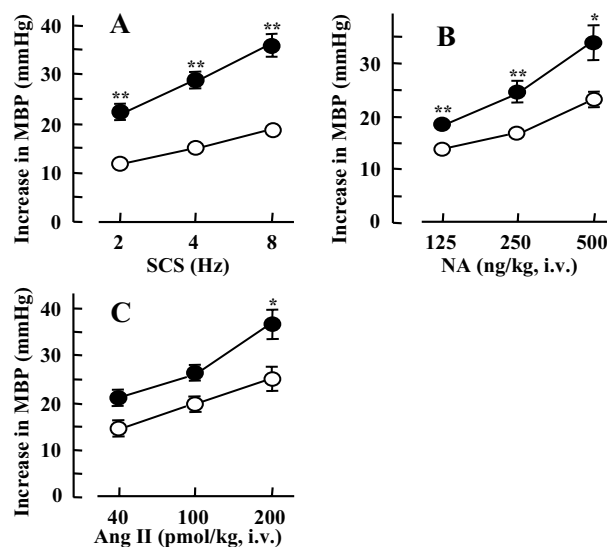 A
Increase in MBP (mmHg)
40
30
20
10
0
**
**
**
2 4 8
SCS (Hz)
B
Increase in MBP (mmHg)
40
30
20
10
0
**
**
*
125 250 500
NA (ng/kg, i.v.)
C
Increase in MBP (mmHg)
40
30
20
10
0
*
40 100 200
Ang II (pmol/kg, i.v.)